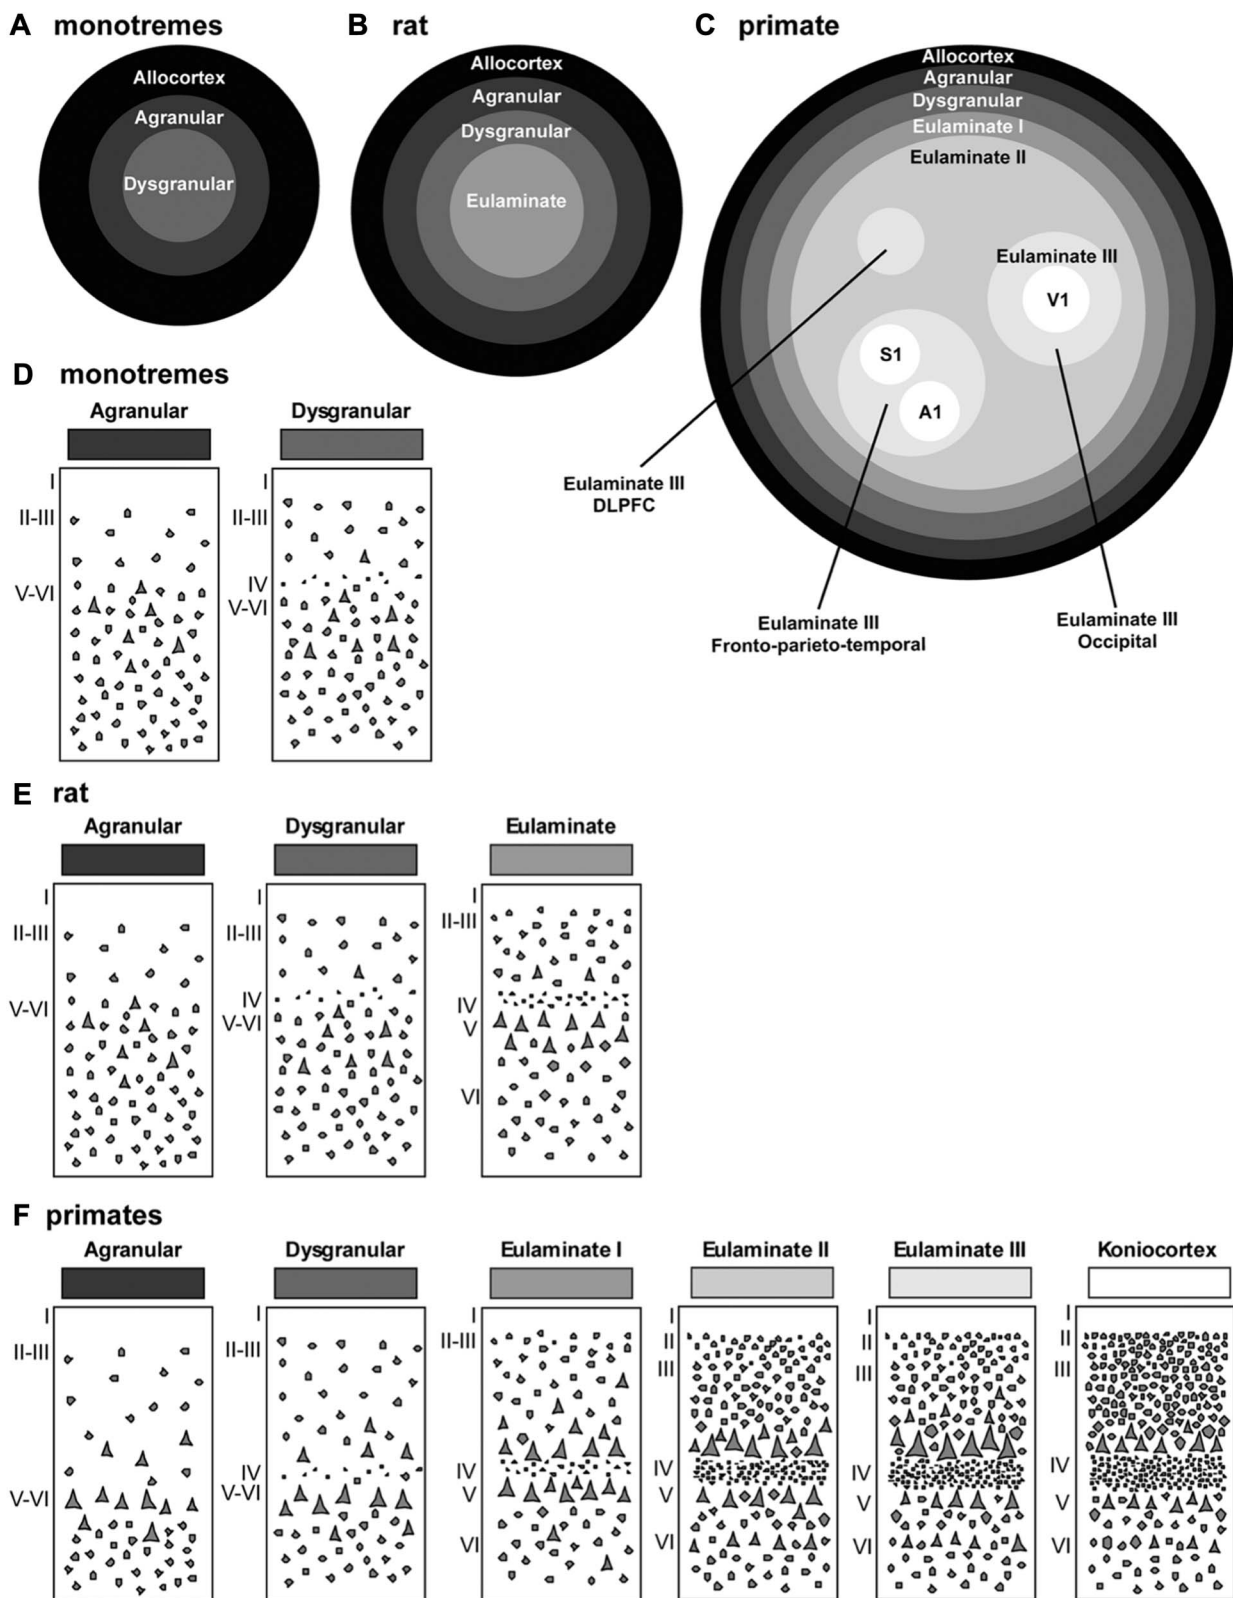 A monotremes
Allocortex
Agranular
Dysgranular
B rat
Allocortex
Agranular
Dysgranular
Eulaminate
C primate
Allocortex
Agranular
Dysgranular
Eulaminate I
Eulaminate II
Eulaminate III
V1
S1
A1
Eulaminate III
DLPFC
Eulaminate III
Fronto-parieto-temporal
Eulaminate III
Occipital
D monotremes
Agranular
I
II-III
V-VI
Dysgranular
I
II-III
IV
V-VI
E rat
Agranular
I
II-III
V-VI
Dysgranular
I
II-III
IV
V-VI
Eulaminate
I
II-III
IV
V
VI
F primates
Agranular
I
II-III
V-VI
Dysgranular
I
II-III
IV
V-VI
Eulaminate I
I
II-III
IV
V
VI
Eulaminate II
I
II
III
IV
V
VI
Eulaminate III
I
II
III
IV
V
VI
Koniocortex
I
II
III
IV
V
VI